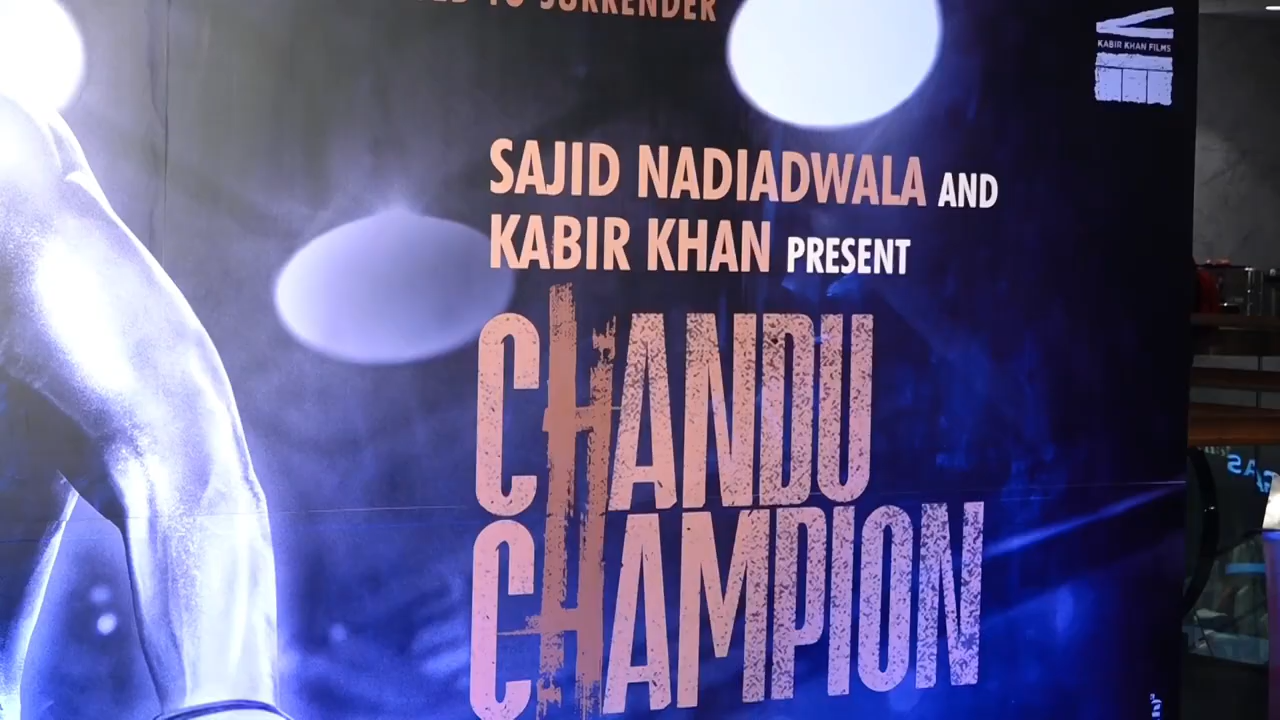 TO SURRENDER
KABIR KHAN FILMS
SAJID NADIADWALA AND
KABIR KHAN PRESENT
CHANDU
CHAMPION